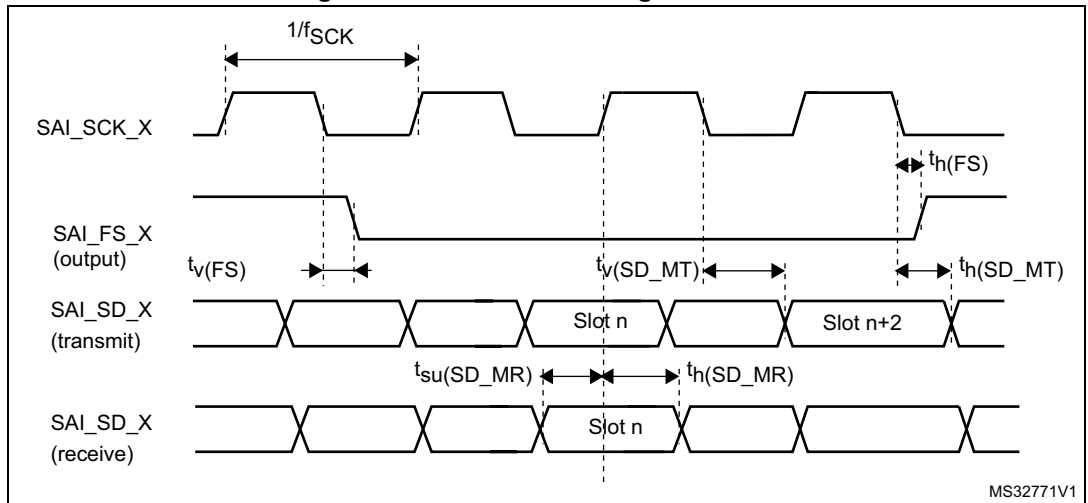 1/fSCK
SAI_SCK_X
th(FS)
SAI_FS_X
(output)
tv(FS)
tv(SD_MT)
th(SD_MT)
SAI_SD_X
(transmit)
Slot n
Slot n+2
tsu(SD_MR)
th(SD_MR)
SAI_SD_X
(receive)
Slot n
MS32771V1